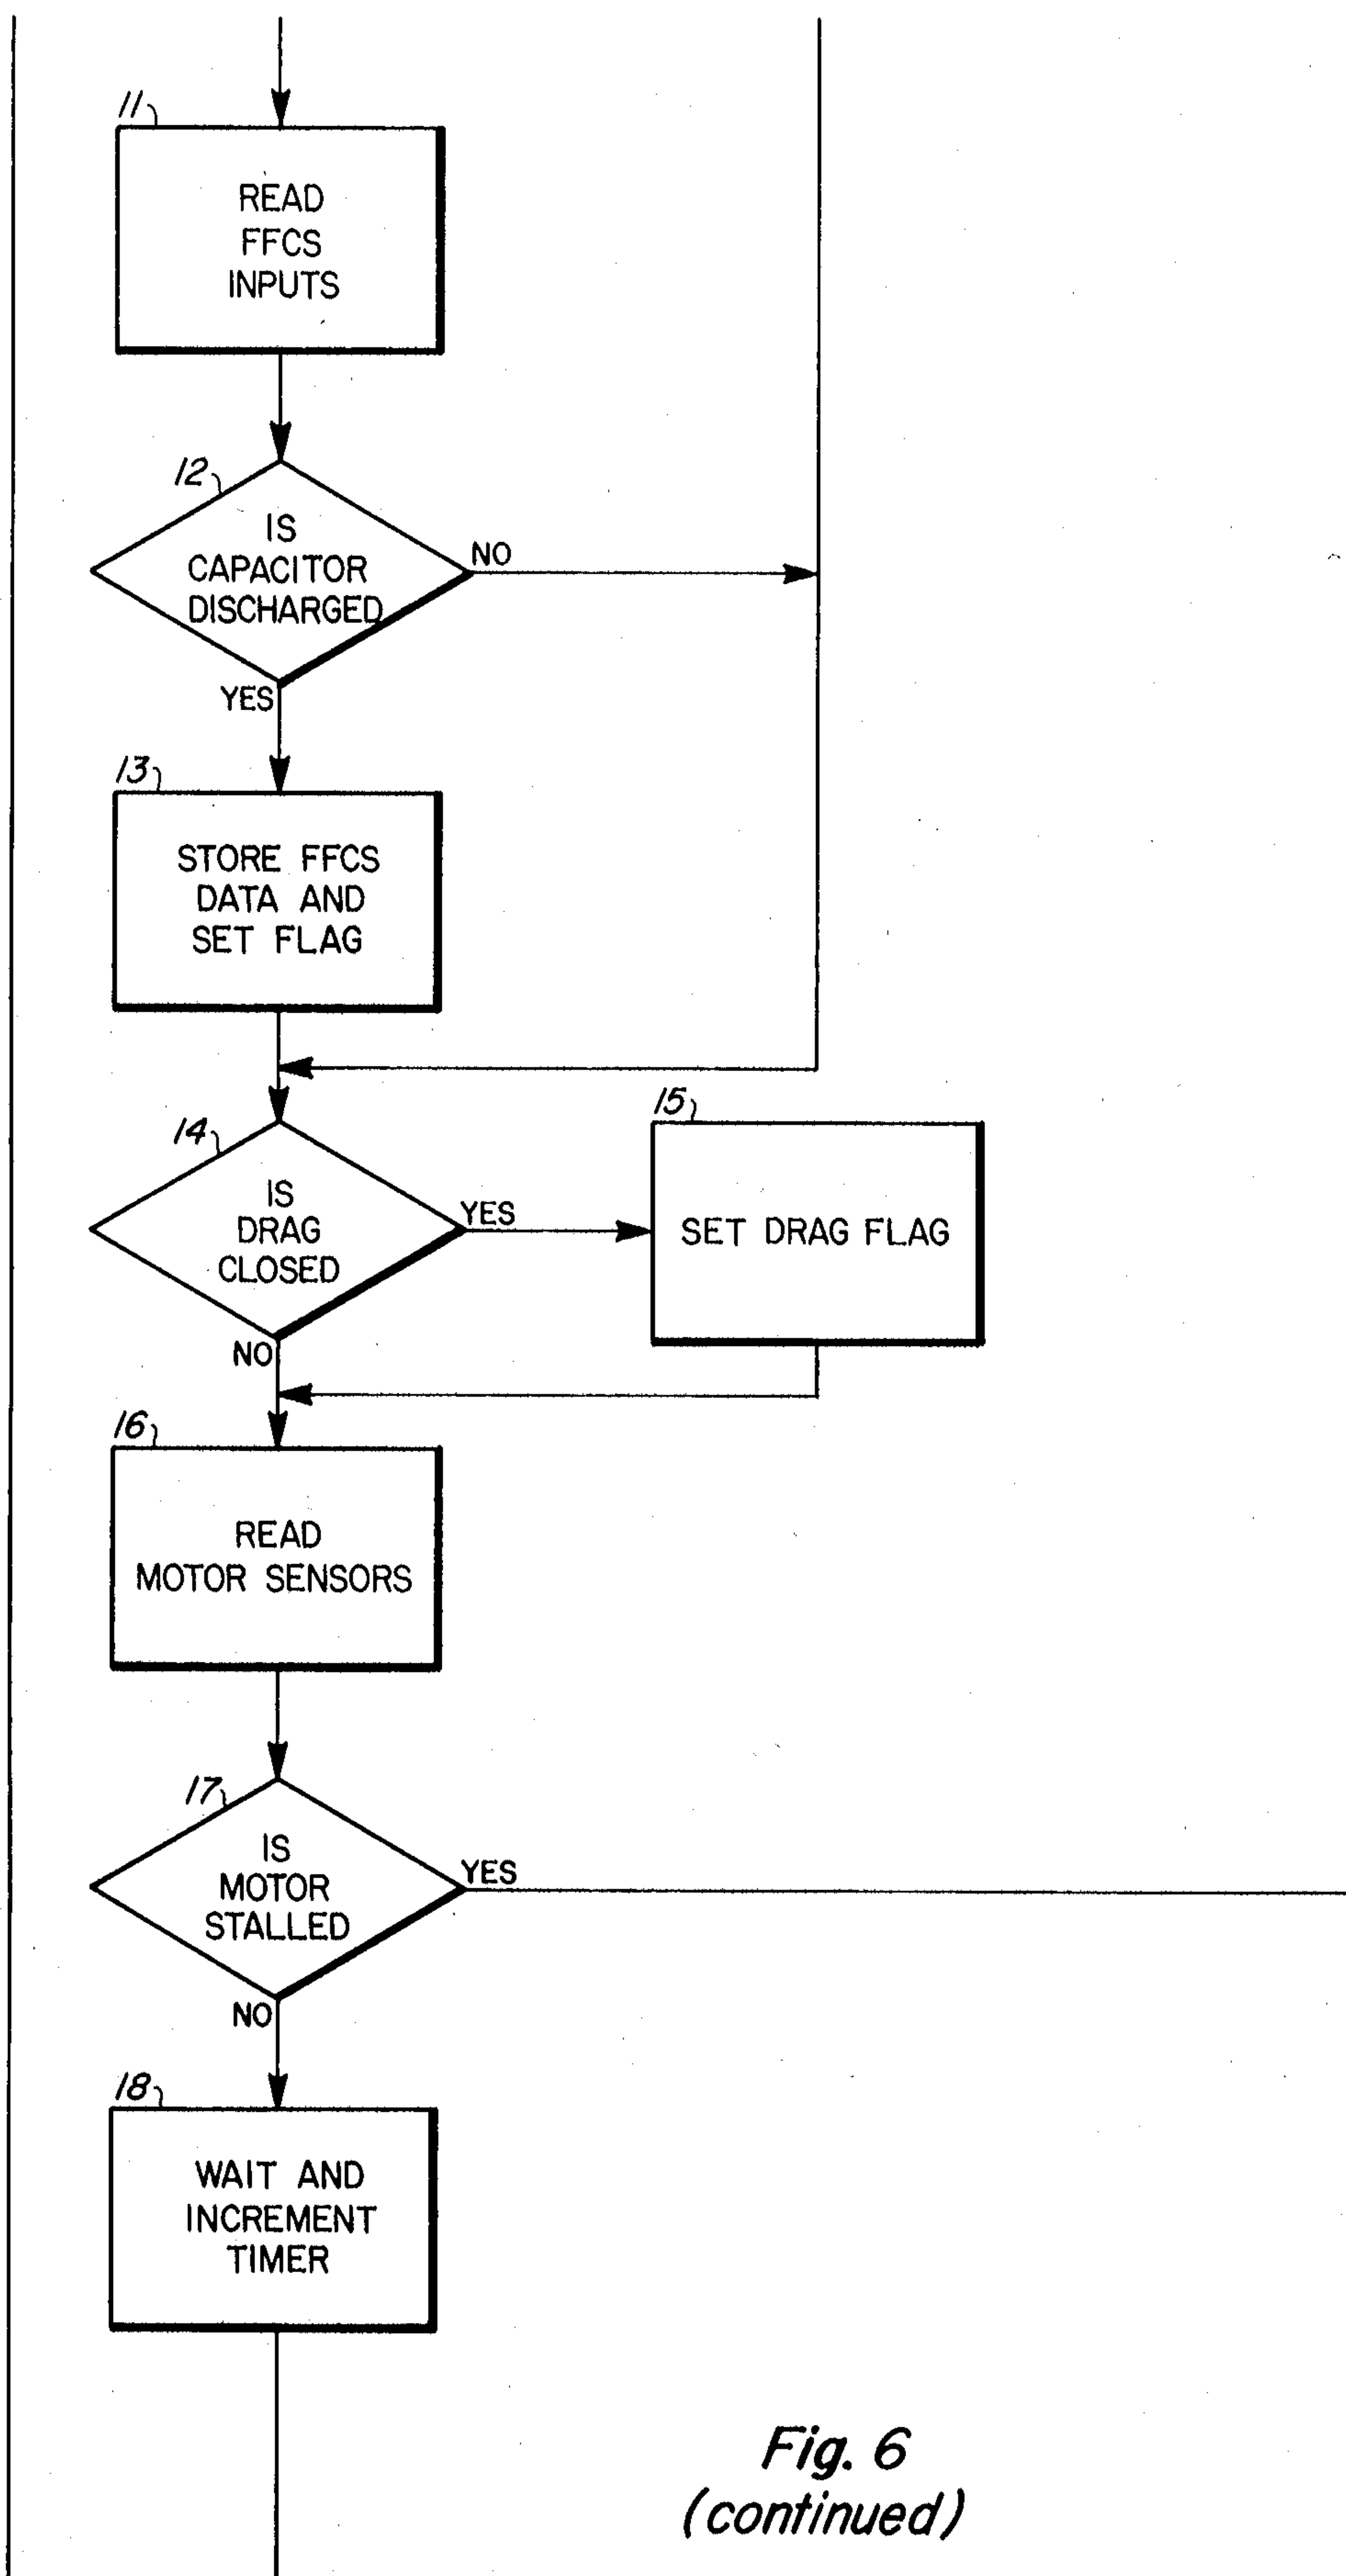 11
READ
FFCS
INPUTS
12
IS
CAPACITOR
DISCHARGED
NO
YES
13
STORE FFCS
DATA AND
SET FLAG
14
IS
DRAG
CLOSED
YES
NO
15
SET DRAG FLAG
16
READ
MOTOR SENSORS
17
IS
MOTOR
STALLED
YES
NO
18
WAIT AND
INCREMENT
TIMER
Fig. 6
(continued)